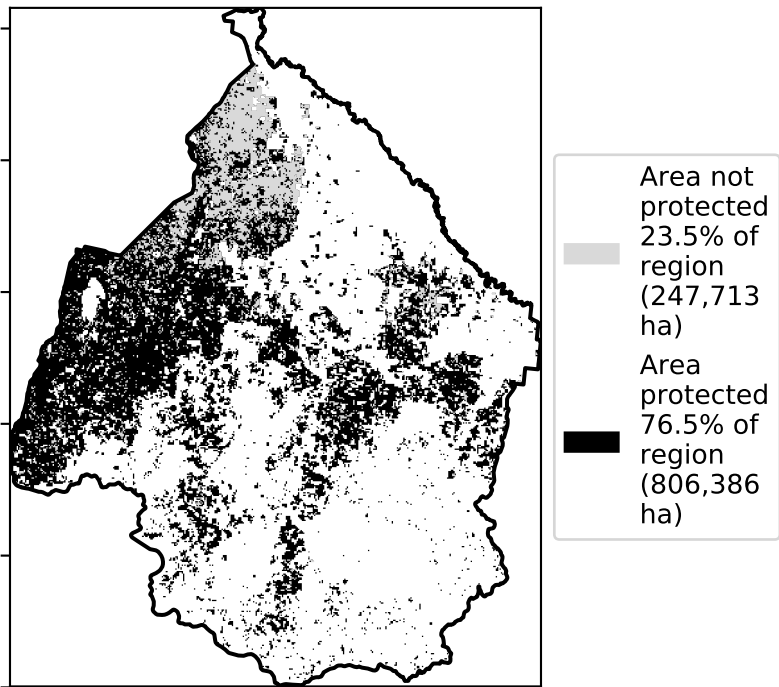 Area not
protected
23.5% of
region
(247,713
ha)
Area
protected
76.5% of
region
(806,386
ha)